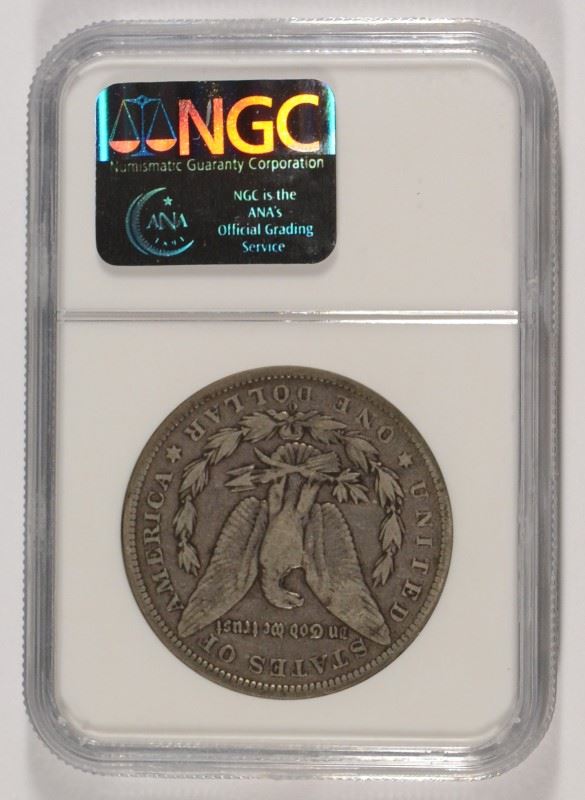 NGC
Numismatic Guaranty Corporation
ANA
1891
NGC is the
ANA's
Official Grading
Service
UNITED STATES OF AMERICA
In God we trust
ONE DOLLAR